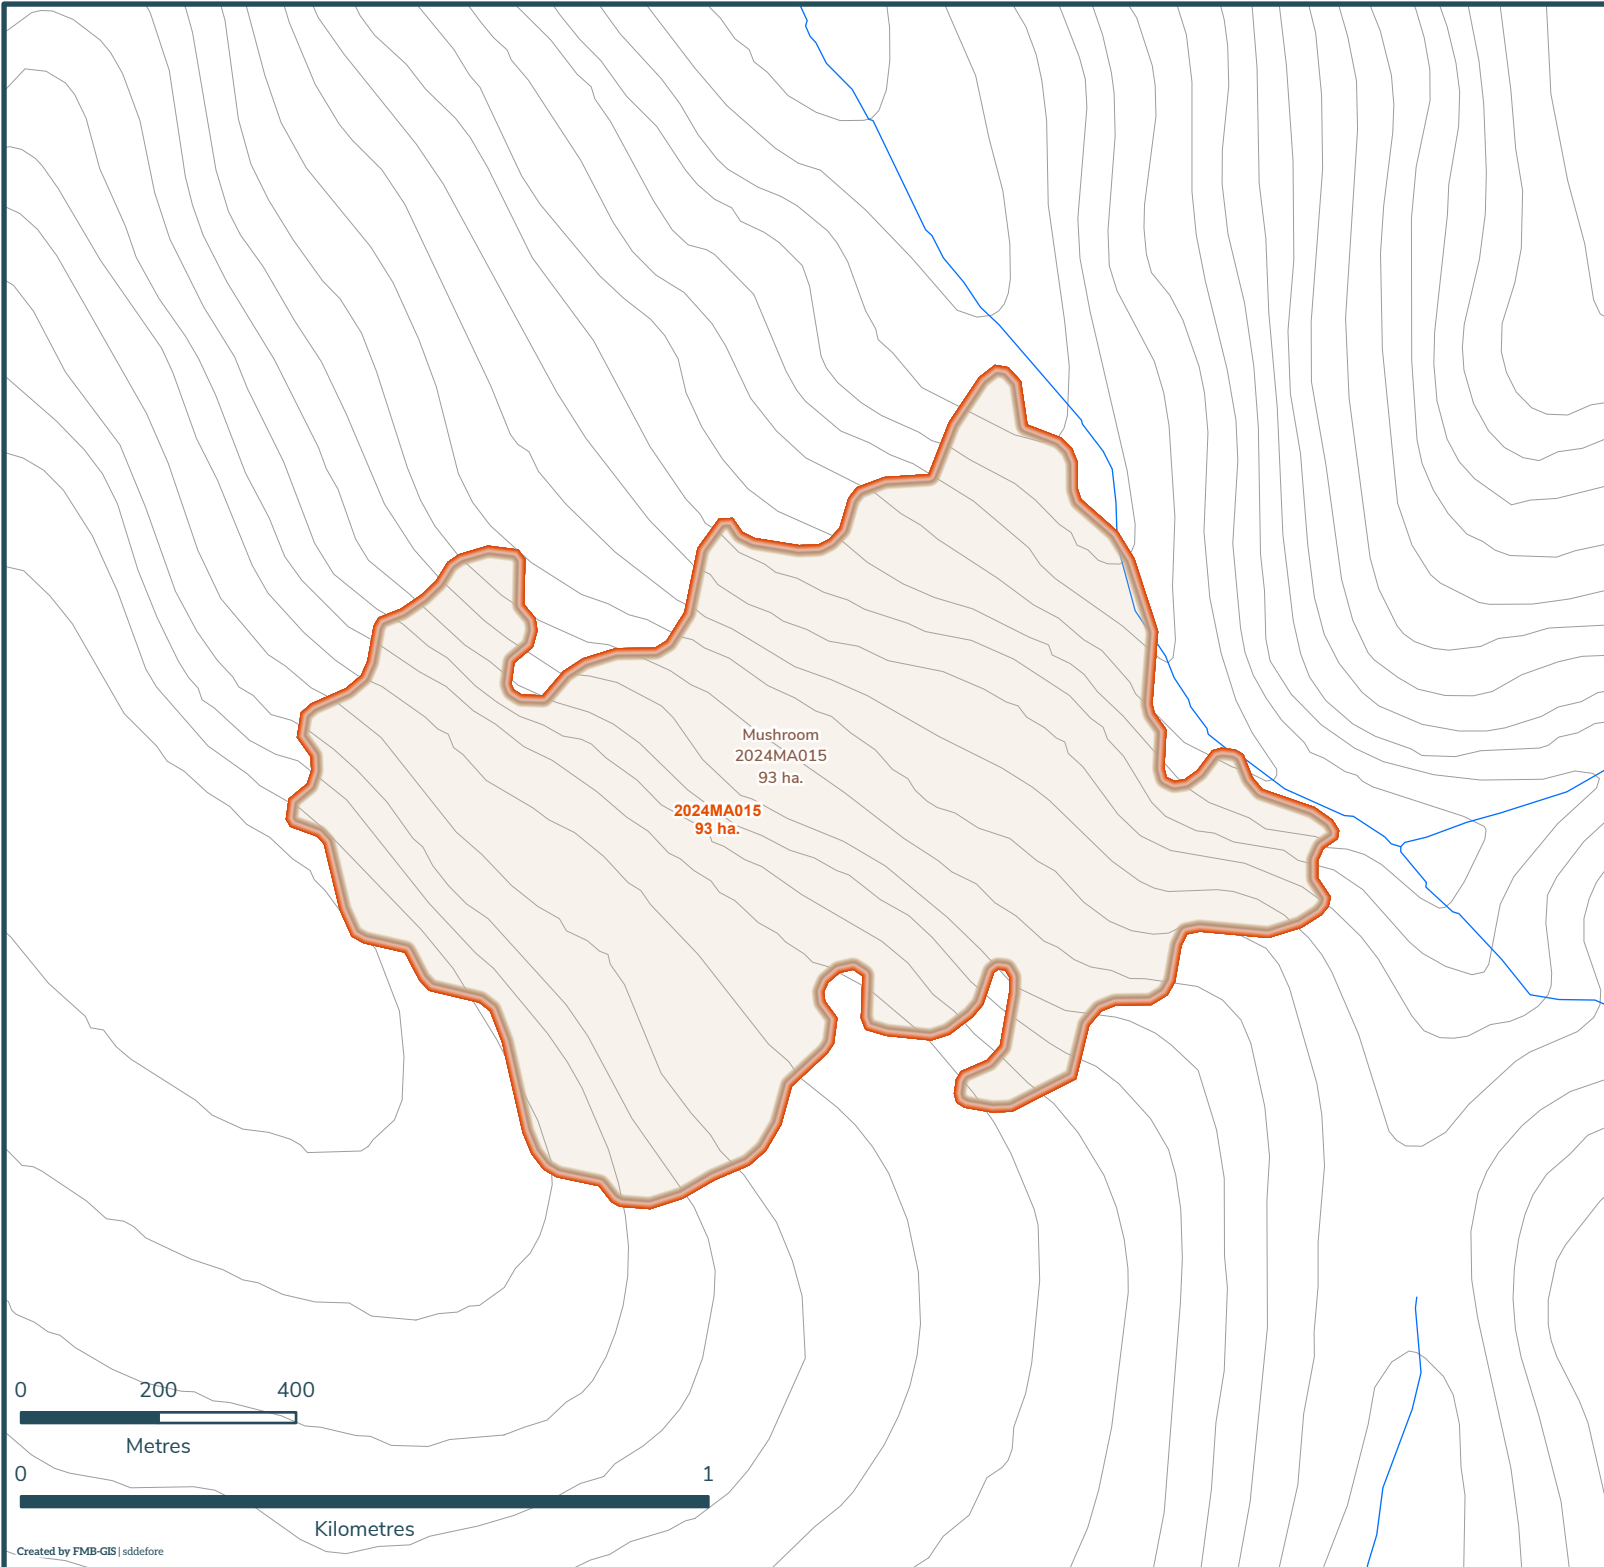 Mushroom
2024MA015
93 ha.
2024MA015
93 ha.
0 200 400
Metres
0 1
Kilometres
Created by FMB-GIS | sddefore